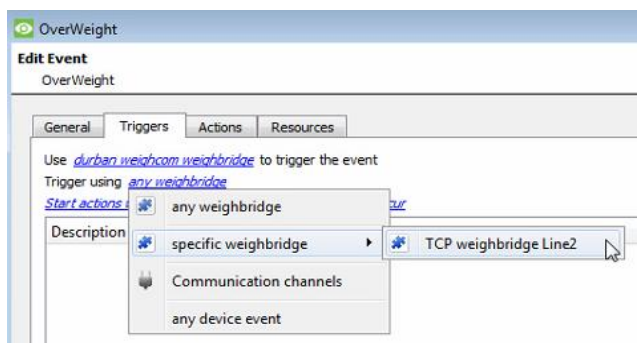 OverWeight
Edit Event
OverWeight
General Triggers Actions Resources
Use durban weighcom weighbridge to trigger the event
Trigger using any weighbridge
Start actions
any weighbridge
Description
specific weighbridge TCP weighbridge Line2
Communication channels
any device event